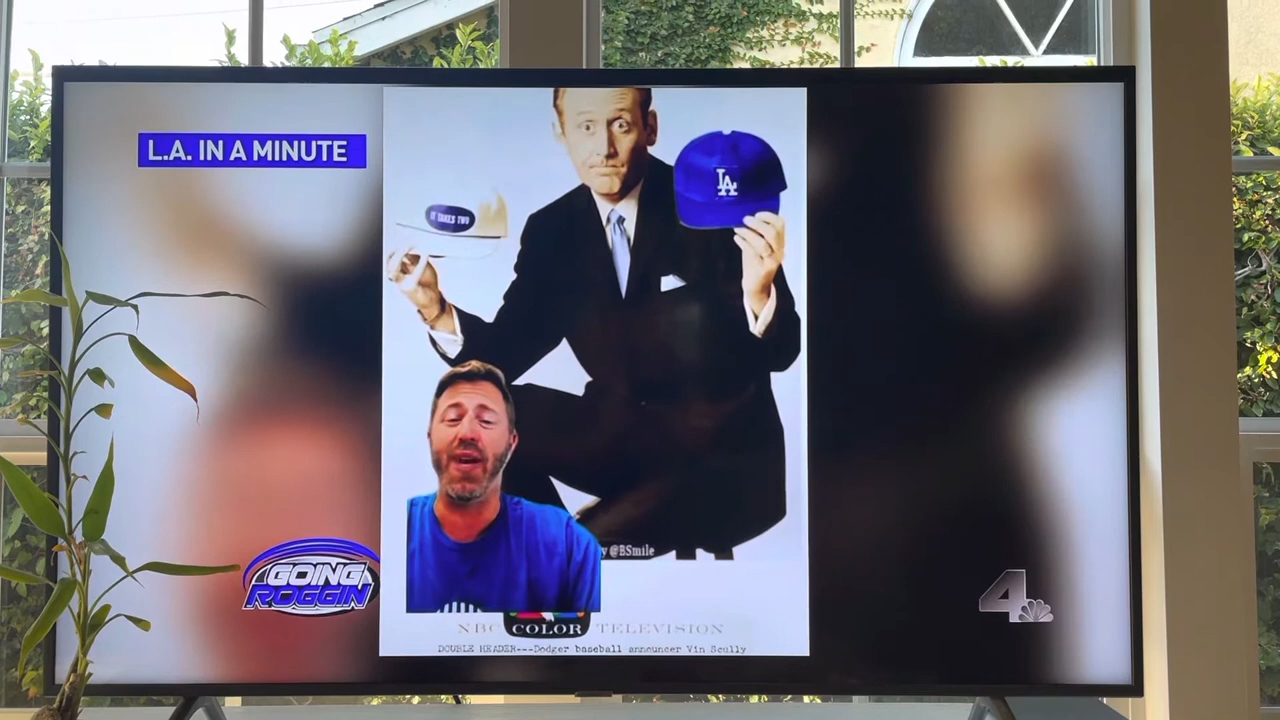 L.A. IN A MINUTE
IT TAKES TWO
LA
y @BSmile
GOING
ROGGIN
4
NBC COLOR TELEVISION
DOUBLE HEADER---Dodger baseball announcer Vin Scully